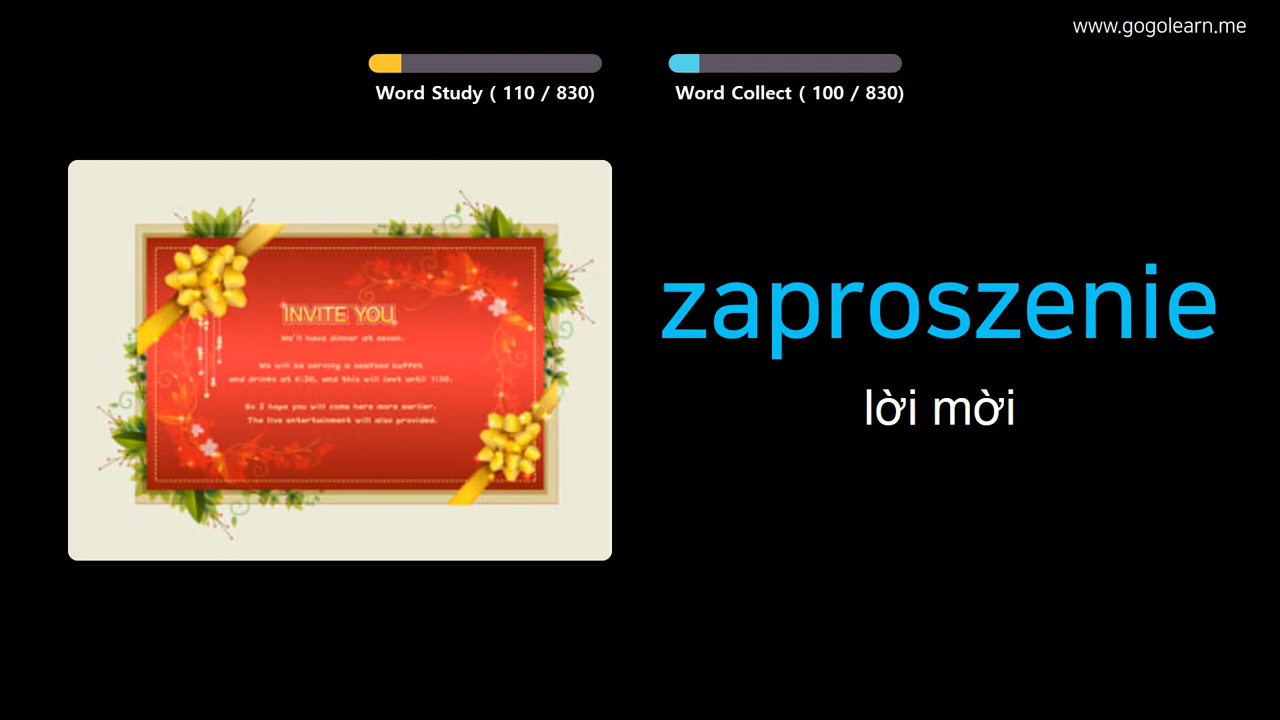 www.gogolearn.me
Word Study ( 110 / 830)
Word Collect ( 100 / 830)
INVITE YOU
We'll have dinner at seven.
We will be serving a seafood buffet
and drinks at 6:30, and this will last until 7:30.
So I hope you will come here more earlier.
The live entertainment will also provided.
zaproszenie
lời mời